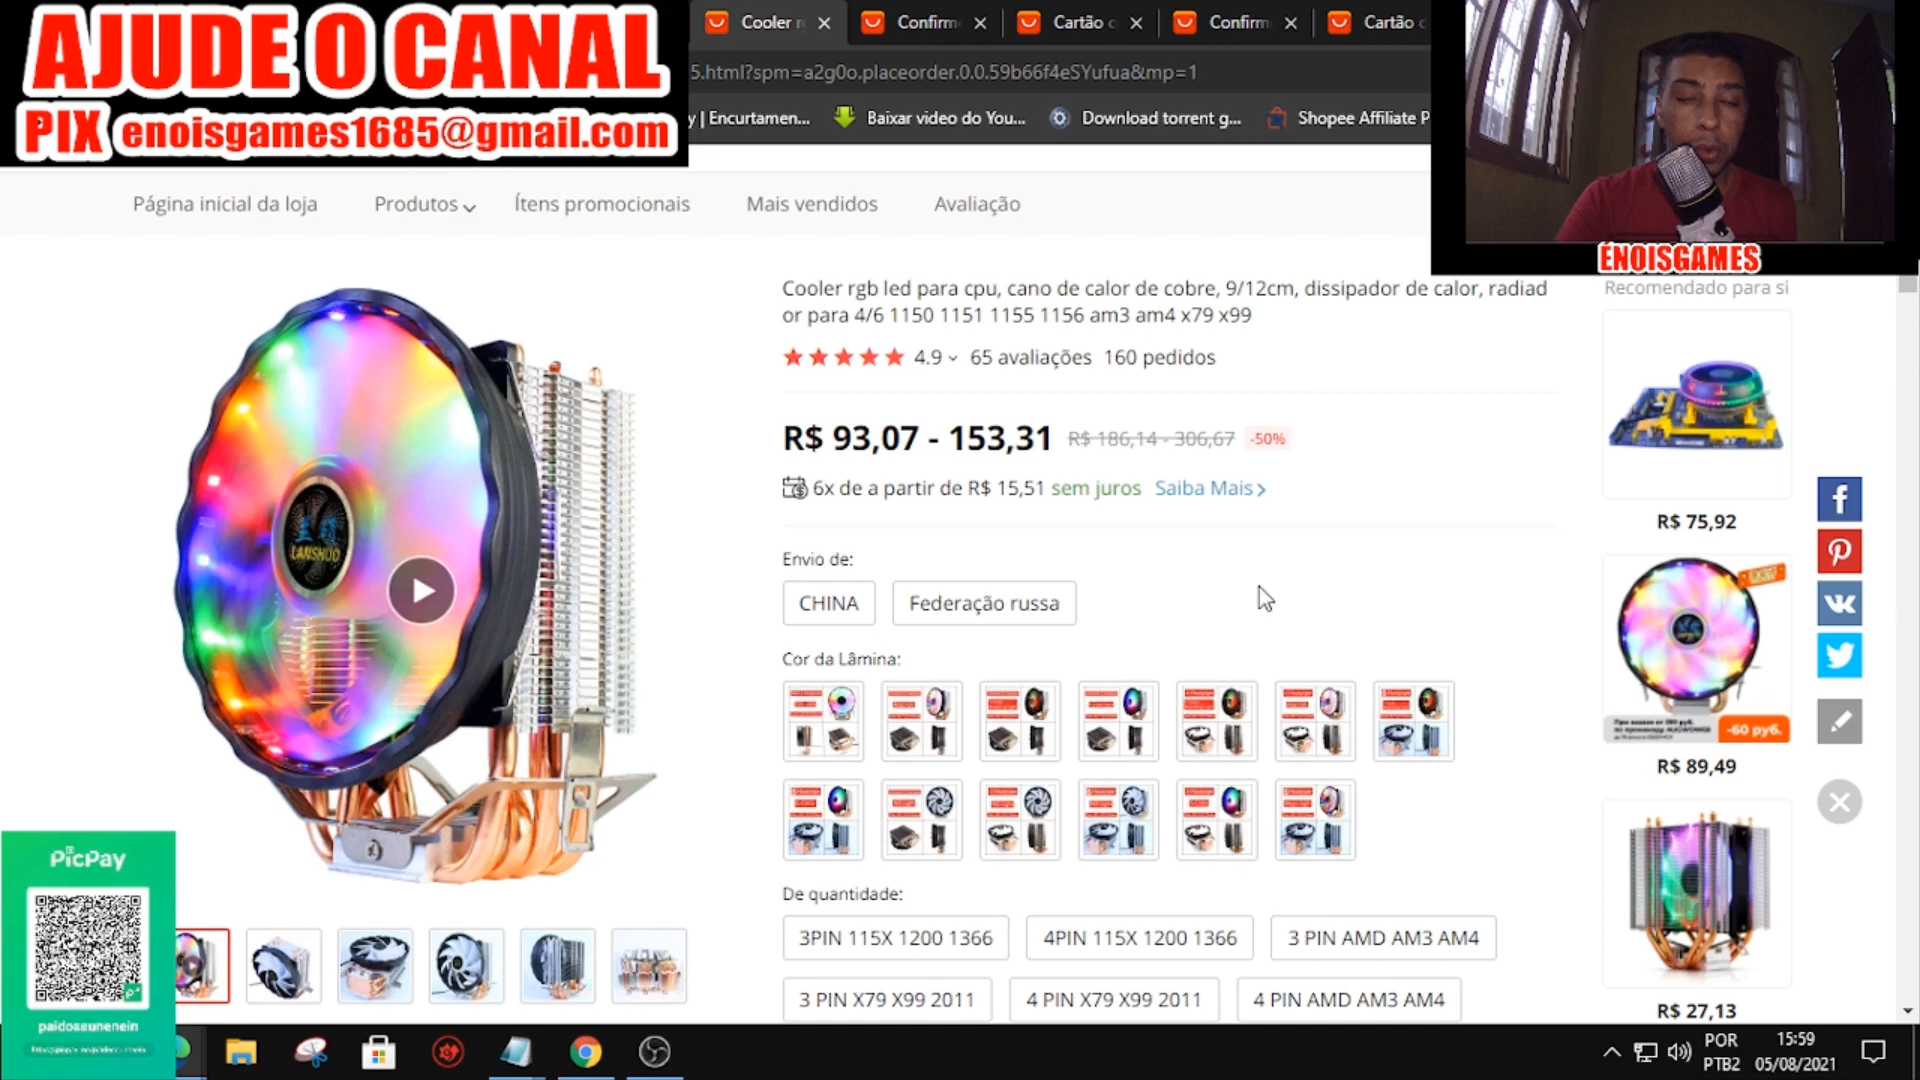 AJUDE O CANAL
PIX enoisgames1685@gmail.com
Cooler r
Confirm
Cartão c
Confirm
Cartão c
5.html?spm=a2g0o.placeorder.0.0.59b66f4eSYufua&mp=1
y | Encurtamen...
Baixar video do You...
Download torrent g...
Shopee Affiliate P
ENOISGAMES
Página inicial da loja
Produtos
Ítens promocionais
Mais vendidos
Avaliação
Cooler rgb led para cpu, cano de calor de cobre, 9/12cm, dissipador de calor, radiad
or para 4/6 1150 1151 1155 1156 am3 am4 x79 x99
4.9
65 avaliações
160 pedidos
R$ 93,07 - 153,31
R$ 186,14 - 306,67
-50%
6x de a partir de R$ 15,51 sem juros Saiba Mais
Envio de:
CHINA
Federação russa
Cor da Lâmina:
De quantidade:
3PIN 115X 1200 1366
4PIN 115X 1200 1366
3 PIN AMD AM3 AM4
3 PIN X79 X99 2011
4 PIN X79 X99 2011
4 PIN AMD AM3 AM4
LANSHUO
Recomendado para si
R$ 75,92
-60 руб.
R$ 89,49
R$ 27,13
PicPay
paidoseunenein
POR
PTB2
15:59
05/08/2021